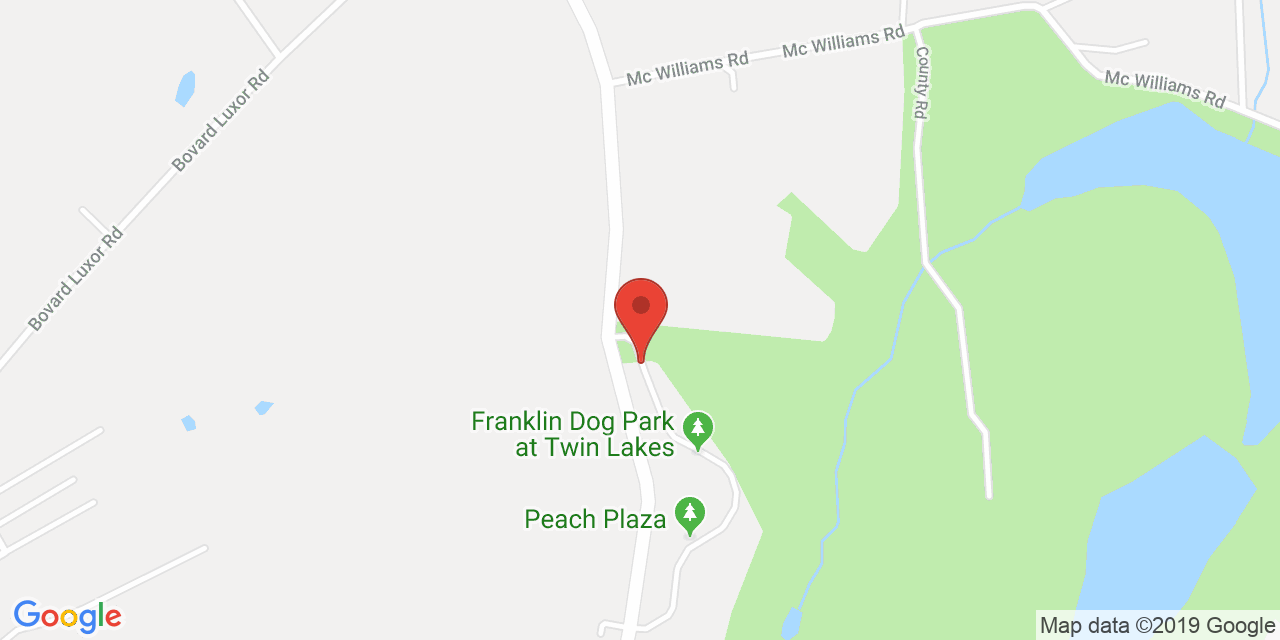 Mc Williams Rd
Mc Williams Rd
County Rd
Mc Williams Rd
Bovard Luxor Rd
Bovard Luxor Rd
Franklin Dog Park
at Twin Lakes
Peach Plaza
Google
Map data ©2019 Google